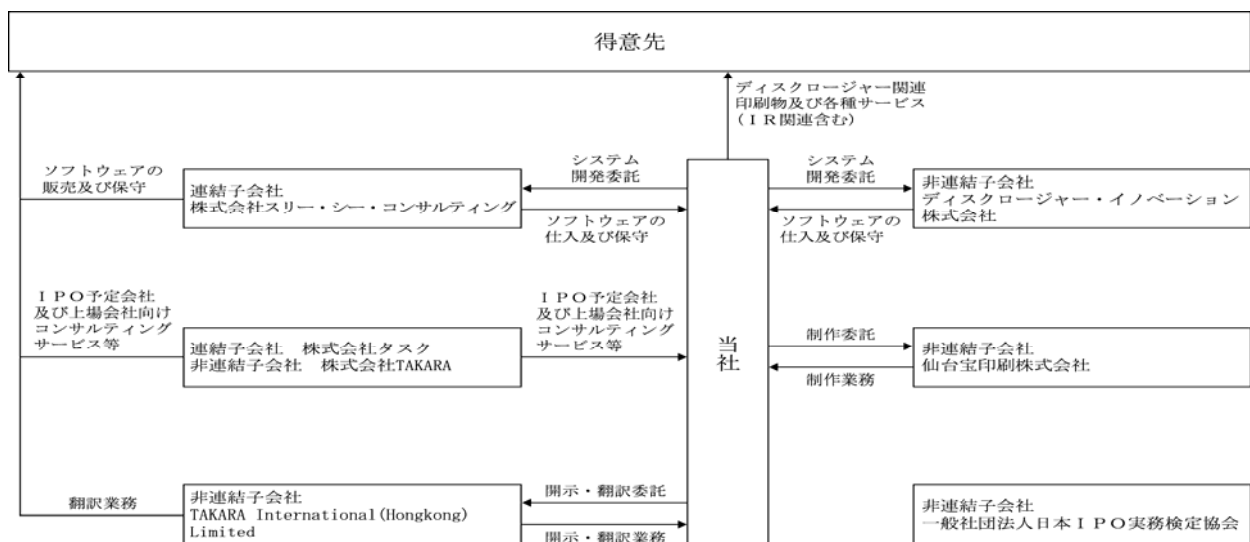 得意先
ディスクロージャー関連
印刷物及び各種サービス
(ＩＲ関連含む)
ソフトウェアの
販売及び保守
連結子会社
株式会社スリー・シー・コンサルティング
システム
開発委託
ソフトウェアの
仕入及び保守
システム
開発委託
ソフトウェアの
仕入及び保守
非連結子会社
ディスクロージャー・イノベーション
株式会社
ＩＰＯ予定会社
及び上場会社向け
コンサルティング
サービス等
連結子会社　株式会社タスク
非連結子会社　株式会社TAKARA
ＩＰＯ予定会社
及び上場会社向け
コンサルティング
サービス等
当社
制作委託
制作業務
非連結子会社
仙台宝印刷株式会社
翻訳業務
非連結子会社
TAKARA International(Hongkong)
Limited
開示・翻訳委託
開示・翻訳業務
非連結子会社
一般社団法人日本ＩＰＯ実務検定協会